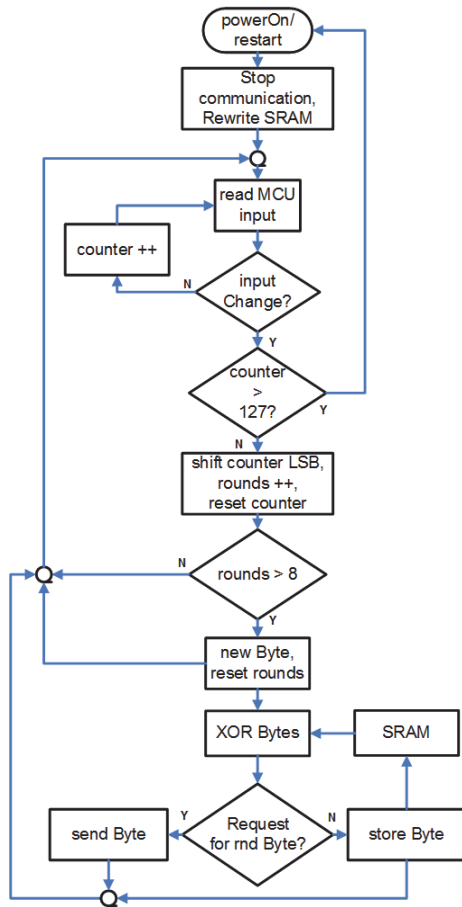 powerOn/
restart
Stop
communication,
Rewrite SRAM
read MCU
input
counter ++
N
input
Change?
Y
counter
>
127?
Y
N
shift counter LSB,
rounds ++,
reset counter
N
rounds > 8
Y
new Byte,
reset rounds
XOR Bytes
SRAM
send Byte
Y
Request
for rnd Byte?
N
store Byte